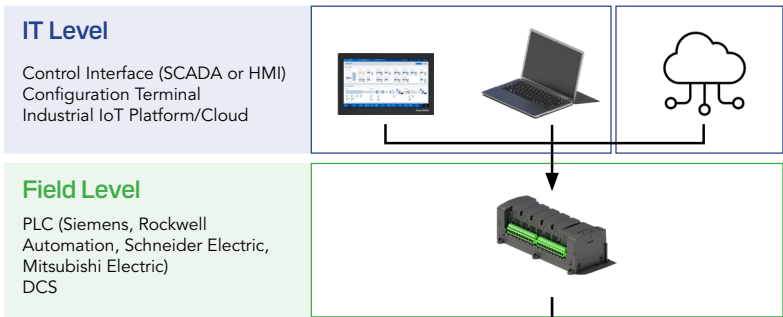 IT Level
Control Interface (SCADA or HMI)
Configuration Terminal
Industrial IoT Platform/Cloud
Field Level
PLC (Siemens, Rockwell
Automation, Schneider Electric,
Mitsubishi Electric)
DCS